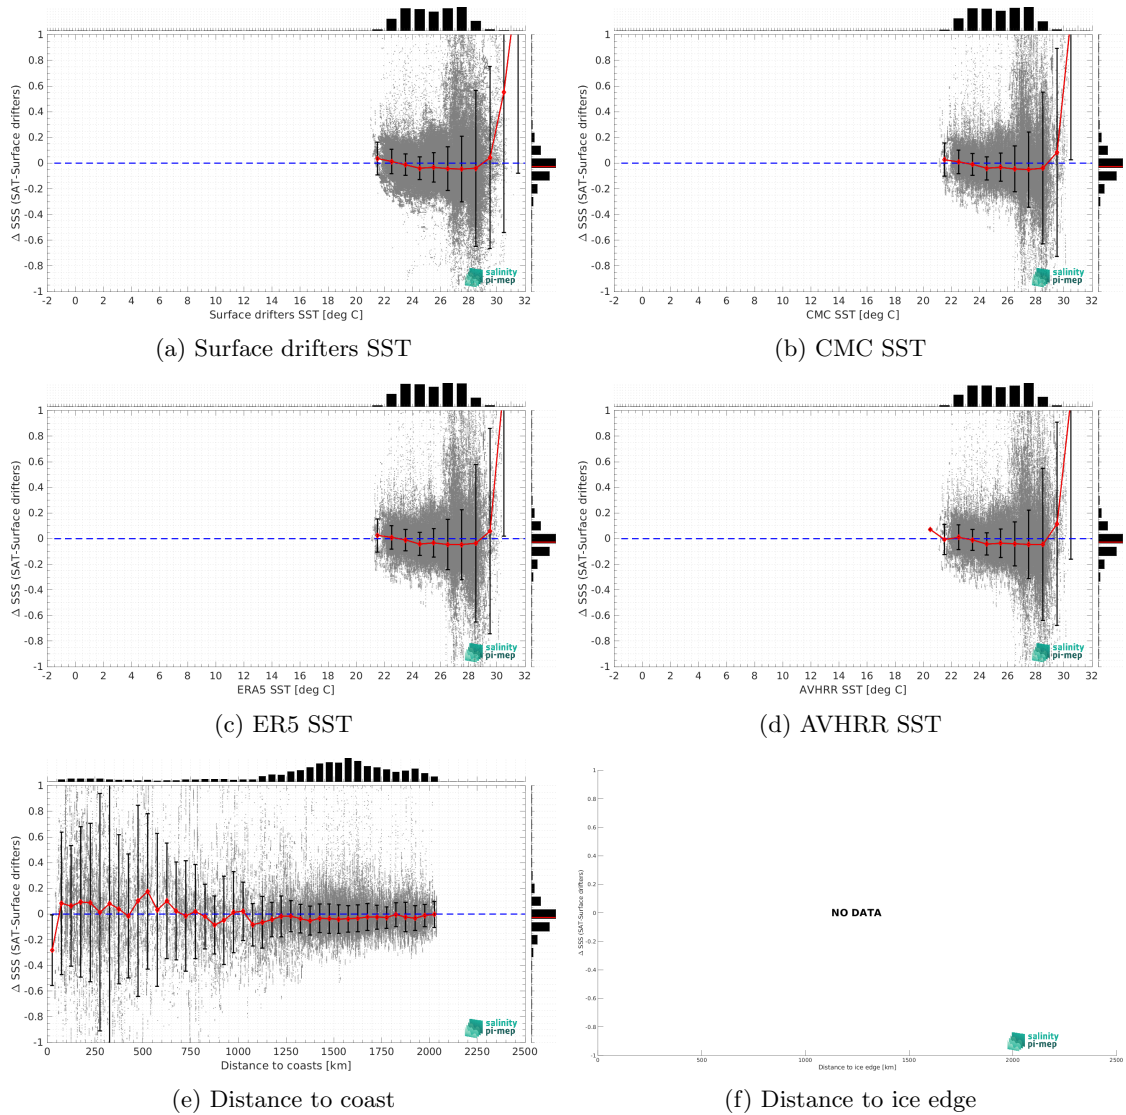 1
0.8
0.6
0.4
0.2
0
-0.2
-0.4
-0.6
-0.8
-1
Δ SSS (SAT-Surface drifters)
salinity
pi-mep
-2 0 2 4 6 8 10 12 14 16 18 20 22 24 26 28 30 32
Surface drifters SST [deg C]
(a) Surface drifters SST
1
0.8
0.6
0.4
0.2
0
-0.2
-0.4
-0.6
-0.8
-1
Δ SSS (SAT-Surface drifters)
salinity
pi-mep
-2 0 2 4 6 8 10 12 14 16 18 20 22 24 26 28 30 32
CMC SST [deg C]
(b) CMC SST
1
0.8
0.6
0.4
0.2
0
-0.2
-0.4
-0.6
-0.8
-1
Δ SSS (SAT-Surface drifters)
salinity
pi-mep
-2 0 2 4 6 8 10 12 14 16 18 20 22 24 26 28 30 32
ERA5 SST [deg C]
(c) ER5 SST
1
0.8
0.6
0.4
0.2
0
-0.2
-0.4
-0.6
-0.8
-1
Δ SSS (SAT-Surface drifters)
salinity
pi-mep
-2 0 2 4 6 8 10 12 14 16 18 20 22 24 26 28 30 32
AVHRR SST [deg C]
(d) AVHRR SST
1
0.8
0.6
0.4
0.2
0
-0.2
-0.4
-0.6
-0.8
-1
Δ SSS (SAT-Surface drifters)
salinity
pi-mep
0 250 500 750 1000 1250 1500 1750 2000 2250 2500
Distance to coasts [km]
(e) Distance to coast
1
0.8
0.6
0.4
0.2
0
-0.2
-0.4
-0.6
-0.8
-1
Δ SSS (SAT-Surface drifters)
NO DATA
salinity
pi-mep
0 500 1000 1500 2000 2500
Distance to ice edge [km]
(f) Distance to ice edge